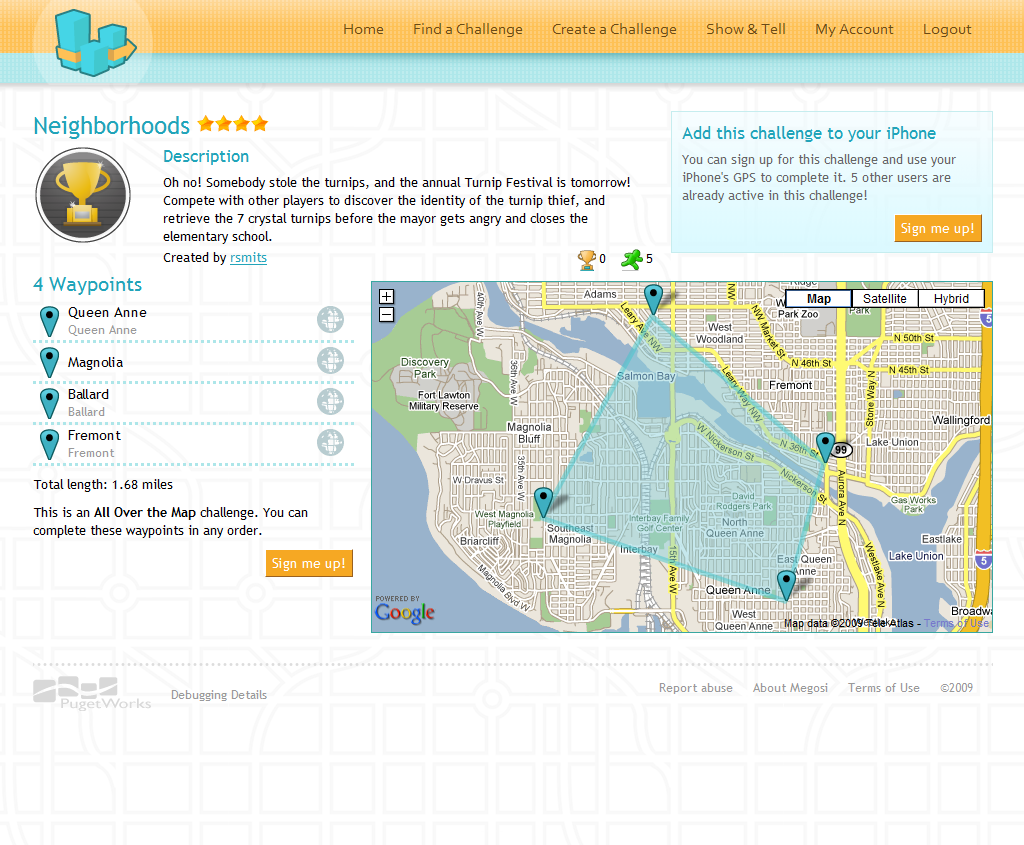 Home Find a Challenge Create a Challenge Show & Tell My Account Logout
Neighborhoods
Description
Oh no! Somebody stole the turnips, and the annual Turnip Festival is tomorrow!
Compete with other players to discover the identity of the turnip thief, and
retrieve the 7 crystal turnips before the mayor gets angry and closes the
elementary school.
Created by rsmits
0 5
Add this challenge to your iPhone
You can sign up for this challenge and use your
iPhone's GPS to complete it. 5 other users are
already active in this challenge!
Sign me up!
4 Waypoints
Queen Anne
Queen Anne
Magnolia
Ballard
Ballard
Fremont
Fremont
Total length: 1.68 miles
This is an All Over the Map challenge. You can
complete these waypoints in any order.
Sign me up!
+
−
Map Satellite Hybrid
Adams
Ridge
Park Zoo
Park
40th Ave W
Leary Ave NW
NW
West
Woodland
NW Market St
N 50th St
5
Discovery
Park
36th Ave W
Salmon Bay
Leary Way NW
N 46th St
N 45th St
Fort Lawton
Military Reserve
Fremont
Stone Way N
Magnolia
Bluff
W Nickerson St
N 36th St
99
Wallingford
Lake Union
35th Ave W
W Dravus St
Nickerson St
Aurora Ave N
West Magnolia
Playfield
Southeast
Magnolia
Interbay Family
Golf Center
David
Rodgers Park
North
Queen Anne
Gas Works
Park
Briarcliff
Interbay
15th Ave W
East Queen
Anne
Westlake Ave N
Eastlake
Lake Union
5
Magnolia Blvd W
Queen Anne
West
Queen Anne
Broadwa
POWERED BY
Google
Westlake
Map data ©2009 Tele Atlas - Terms of Use
PugetWorks
Debugging Details
Report abuse About Megosi Terms of Use ©2009